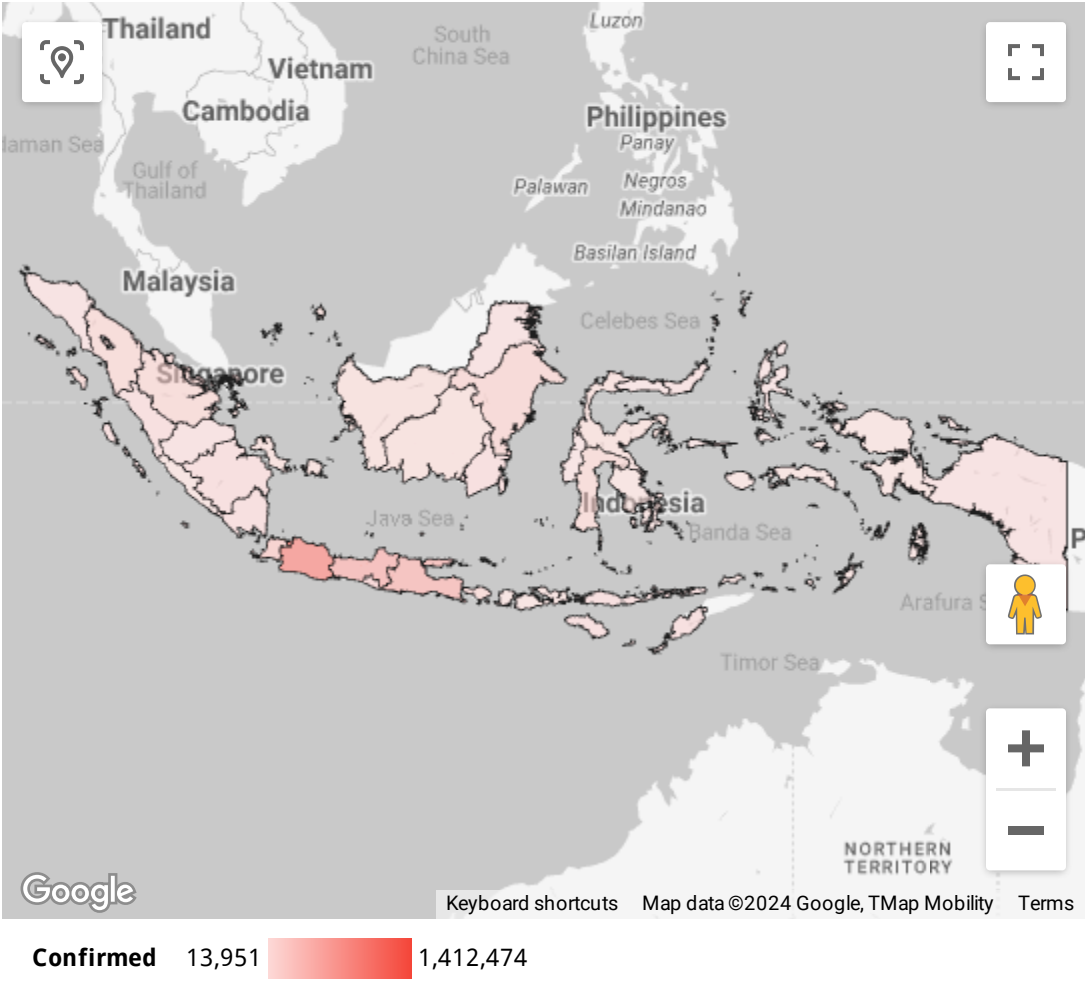 Luzon
Thailand
South
China Sea
Vietnam
Cambodia
Philippines
Panay
daman Sea
Gulf of
Thailand
Palawan
Negros
Mindanao
Basilan Island
Malaysia
Celebes Sea
Singapore
Indonesia
Java Sea
Banda Sea
P
Arafura S
Timor Sea
NORTHERN
TERRITORY
Google
Keyboard shortcuts Map data ©2024 Google, TMap Mobility Terms
Confirmed 13,951 1,412,474